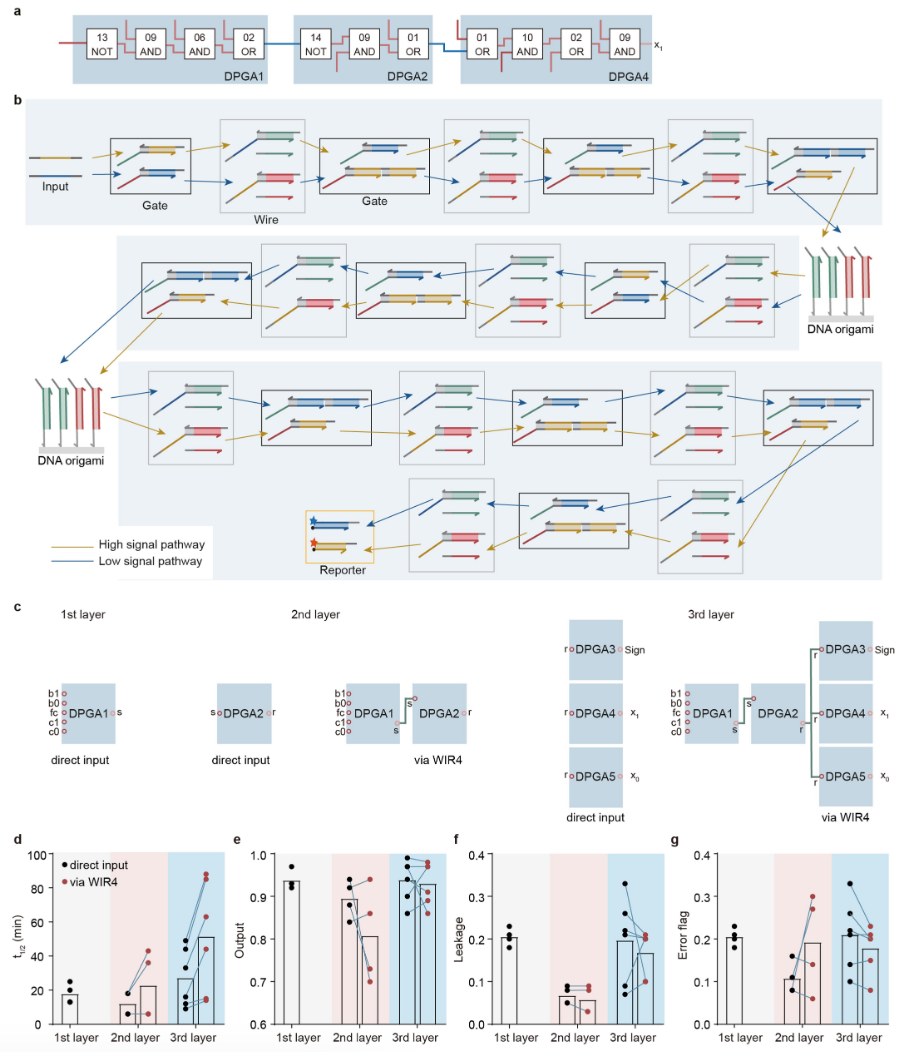 a
13 NOT
09 AND
06 AND
02 OR
DPGA1
14 NOT
09 AND
01 OR
DPGA2
01 OR
10 AND
02 OR
09 AND
DPGA4
x₁
b
Input
Gate
Wire
Gate
DNA origami
DNA origami
High signal pathway
Low signal pathway
Reporter
c
1st layer
2nd layer
3rd layer
b1
b0
fc
c1
c0
DPGA1
s
direct input
s
DPGA2
r
direct input
b1
b0
fc
c1
c0
DPGA1
s
s
DPGA2
r
via WIR4
r
DPGA3
Sign
r
DPGA4
x₁
r
DPGA5
x₀
direct input
b1
b0
fc
c1
c0
DPGA1
s
s
DPGA2
r
r
DPGA3
Sign
r
DPGA4
x₁
r
DPGA5
x₀
via WIR4
d
t₁/₂ (min)
100
80
60
40
20
0
direct input
via WIR4
1st layer
2nd layer
3rd layer
e
Output
1.0
0.9
0.8
0.7
0.6
1st layer
2nd layer
3rd layer
f
Leakage
0.4
0.3
0.2
0.1
0.0
1st layer
2nd layer
3rd layer
g
Error flag
0.4
0.3
0.2
0.1
0.0
1st layer
2nd layer
3rd layer